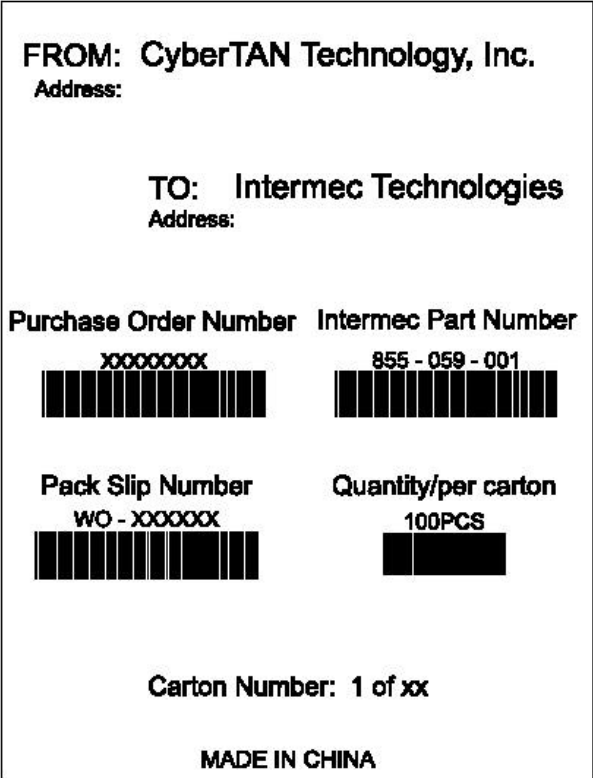 FROM: CyberTAN Technology, Inc.
Address:
TO: Intermec Technologies
Address:
Purchase Order Number Intermec Part Number
XXXXXXXX 855 - 059 - 001
Pack Slip Number Quantity/per carton
WO - XXXXXX 100PCS
Carton Number: 1 of xx
MADE IN CHINA